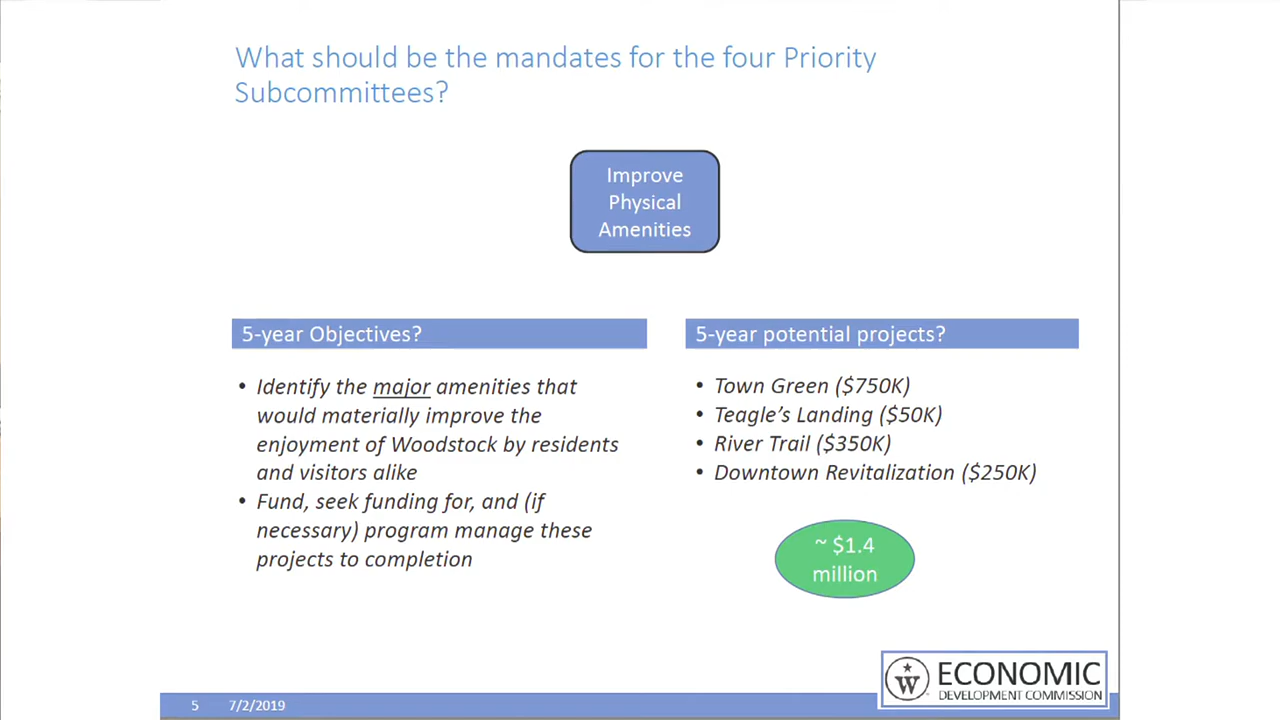 What should be the mandates for the four Priority
Subcommittees?
Improve
Physical
Amenities
5-year Objectives?
• Identify the major amenities that
would materially improve the
enjoyment of Woodstock by residents
and visitors alike
• Fund, seek funding for, and (if
necessary) program manage these
projects to completion
5-year potential projects?
• Town Green ($750K)
• Teagle’s Landing ($50K)
• River Trail ($350K)
• Downtown Revitalization ($250K)
~ $1.4
million
W
ECONOMIC
DEVELOPMENT COMMISSION
5 7/2/2019